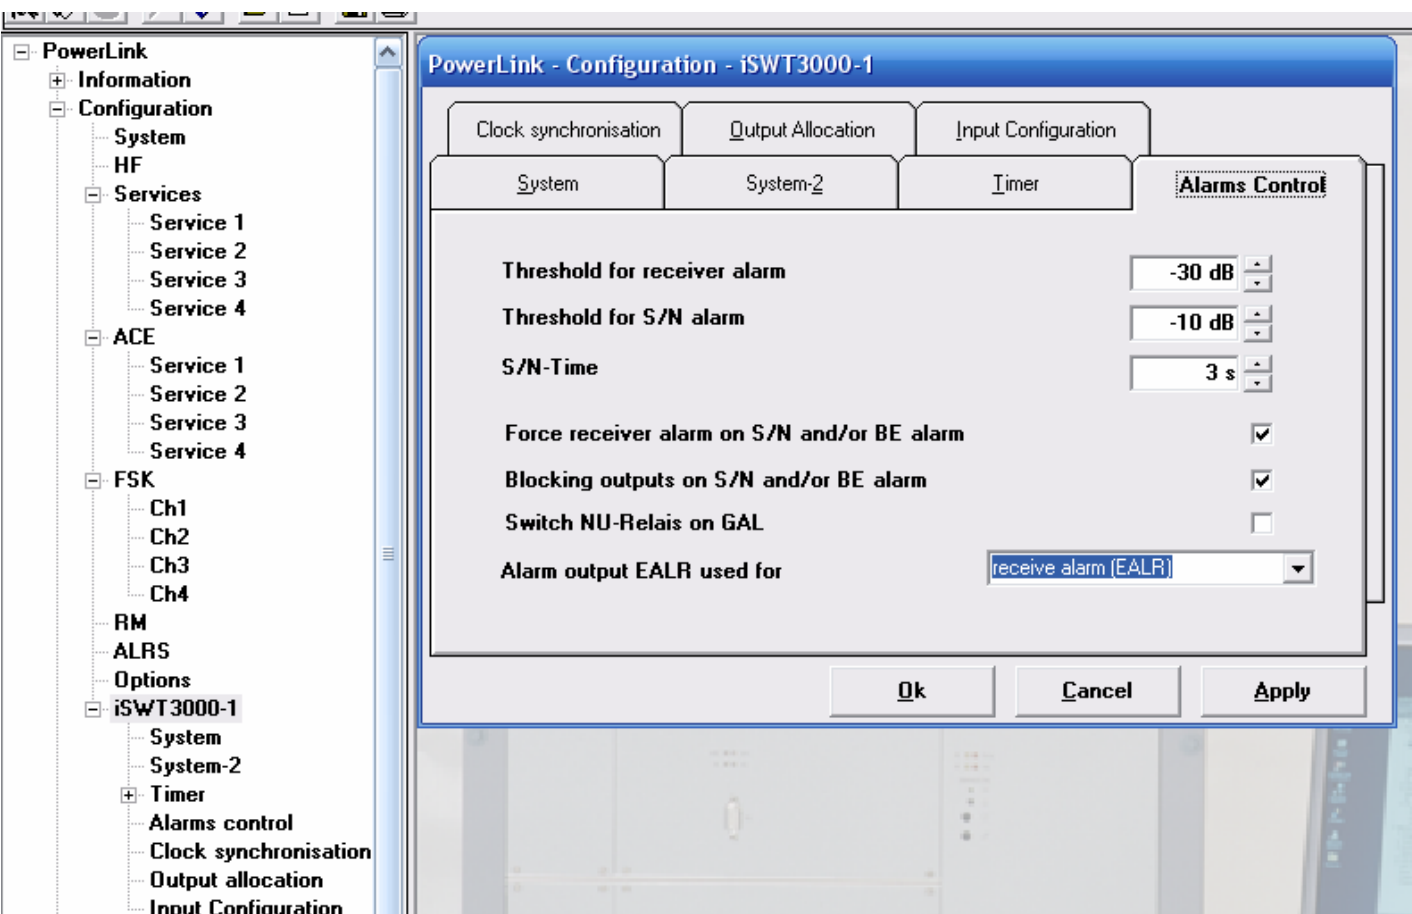 PowerLink
Information
Configuration
System
HF
Services
Service 1
Service 2
Service 3
Service 4
ACE
Service 1
Service 2
Service 3
Service 4
FSK
Ch1
Ch2
Ch3
Ch4
RM
ALRS
Options
iSWT3000-1
System
System-2
Timer
Alarms control
Clock synchronisation
Output allocation
Input Configuration
PowerLink - Configuration - iSWT3000-1
Clock synchronisation Output Allocation Input Configuration
System System-2 Timer Alarms Control
Threshold for receiver alarm -30 dB
Threshold for S/N alarm -10 dB
S/N-Time 3 s
Force receiver alarm on S/N and/or BE alarm
Blocking outputs on S/N and/or BE alarm
Switch NU-Relais on GAL
Alarm output EALR used for receive alarm (EALR)
Ok Cancel Apply